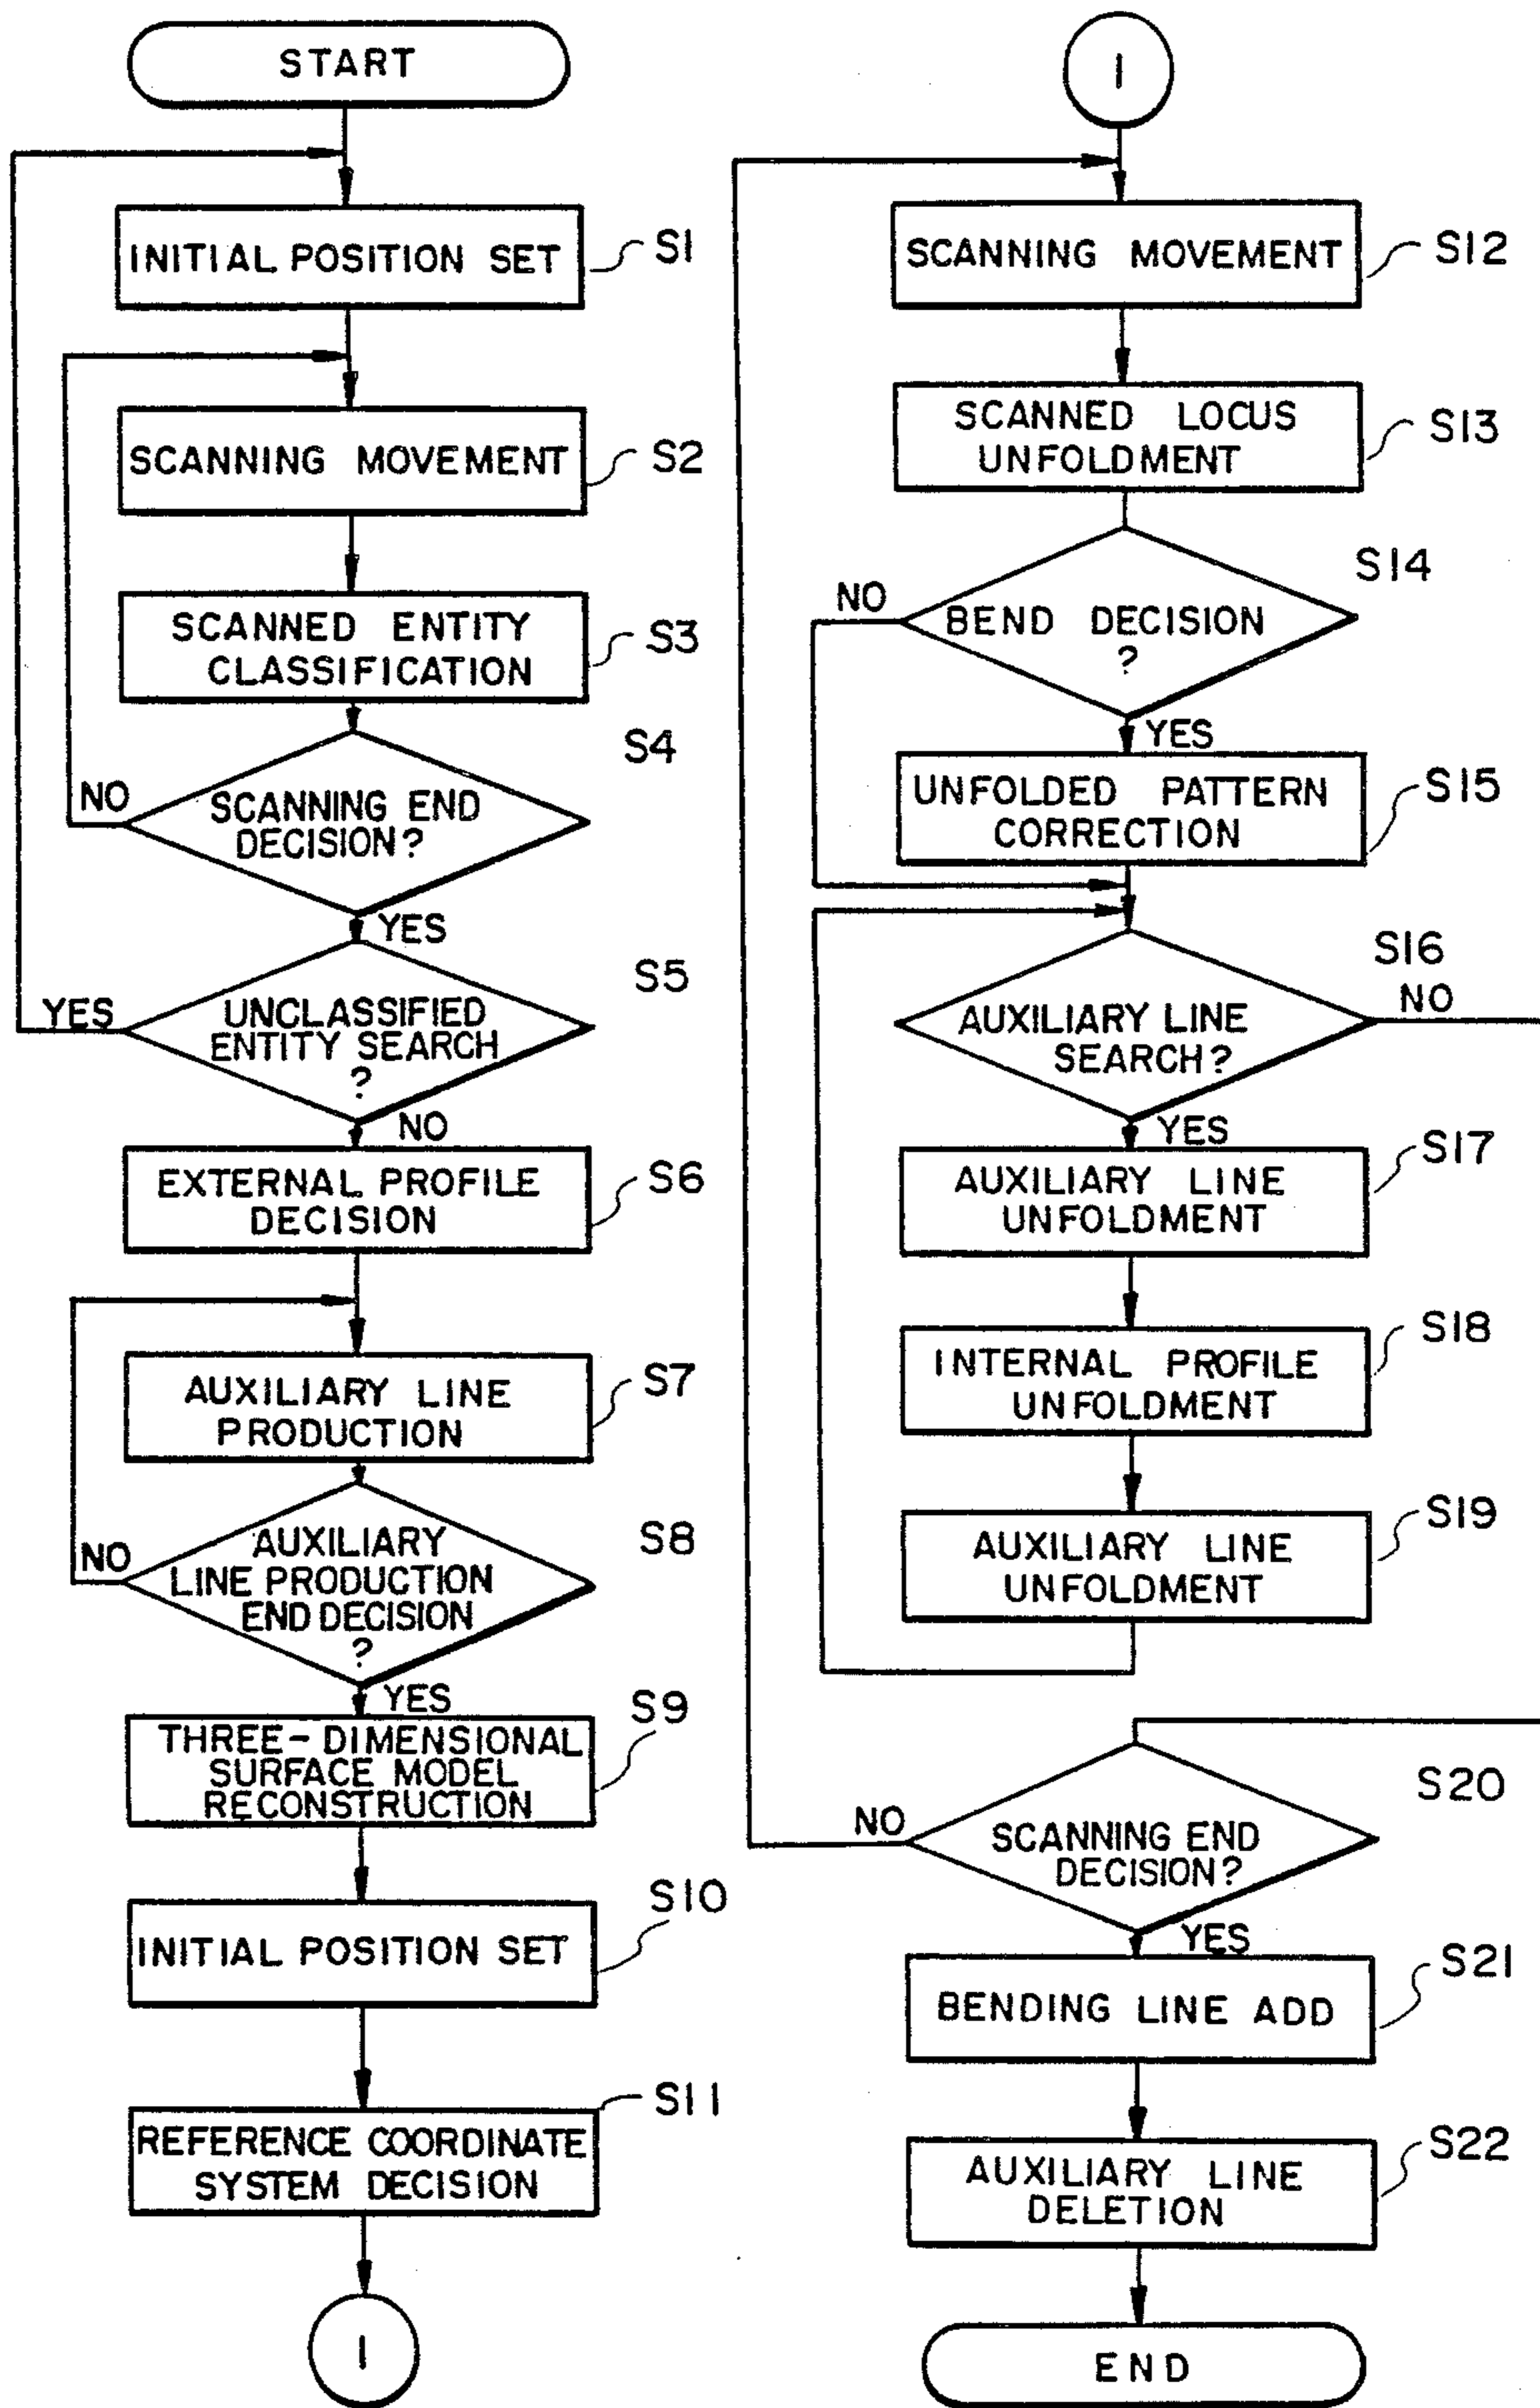 START
INITIAL POSITION SET
S1
SCANNING MOVEMENT
S2
SCANNED ENTITY
CLASSIFICATION
S3
S4
NO
SCANNING END
DECISION?
YES
S5
YES
UNCLASSIFIED
ENTITY SEARCH
?
NO
EXTERNAL PROFILE
DECISION
S6
AUXILIARY LINE
PRODUCTION
S7
S8
NO
AUXILIARY
LINE PRODUCTION
END DECISION
?
YES
THREE-DIMENSIONAL
SURFACE MODEL
RECONSTRUCTION
S9
INITIAL POSITION SET
S10
REFERENCE COORDINATE
SYSTEM DECISION
S11
1
1
SCANNING MOVEMENT
S12
SCANNED LOCUS
UNFOLDMENT
S13
S14
NO
BEND DECISION
?
YES
UNFOLDED PATTERN
CORRECTION
S15
S16
NO
AUXILIARY LINE
SEARCH?
YES
AUXILIARY LINE
UNFOLDMENT
S17
INTERNAL PROFILE
UNFOLDMENT
S18
AUXILIARY LINE
UNFOLDMENT
S19
S20
NO
SCANNING END
DECISION?
YES
BENDING LINE ADD
S21
AUXILIARY LINE
DELETION
S22
END